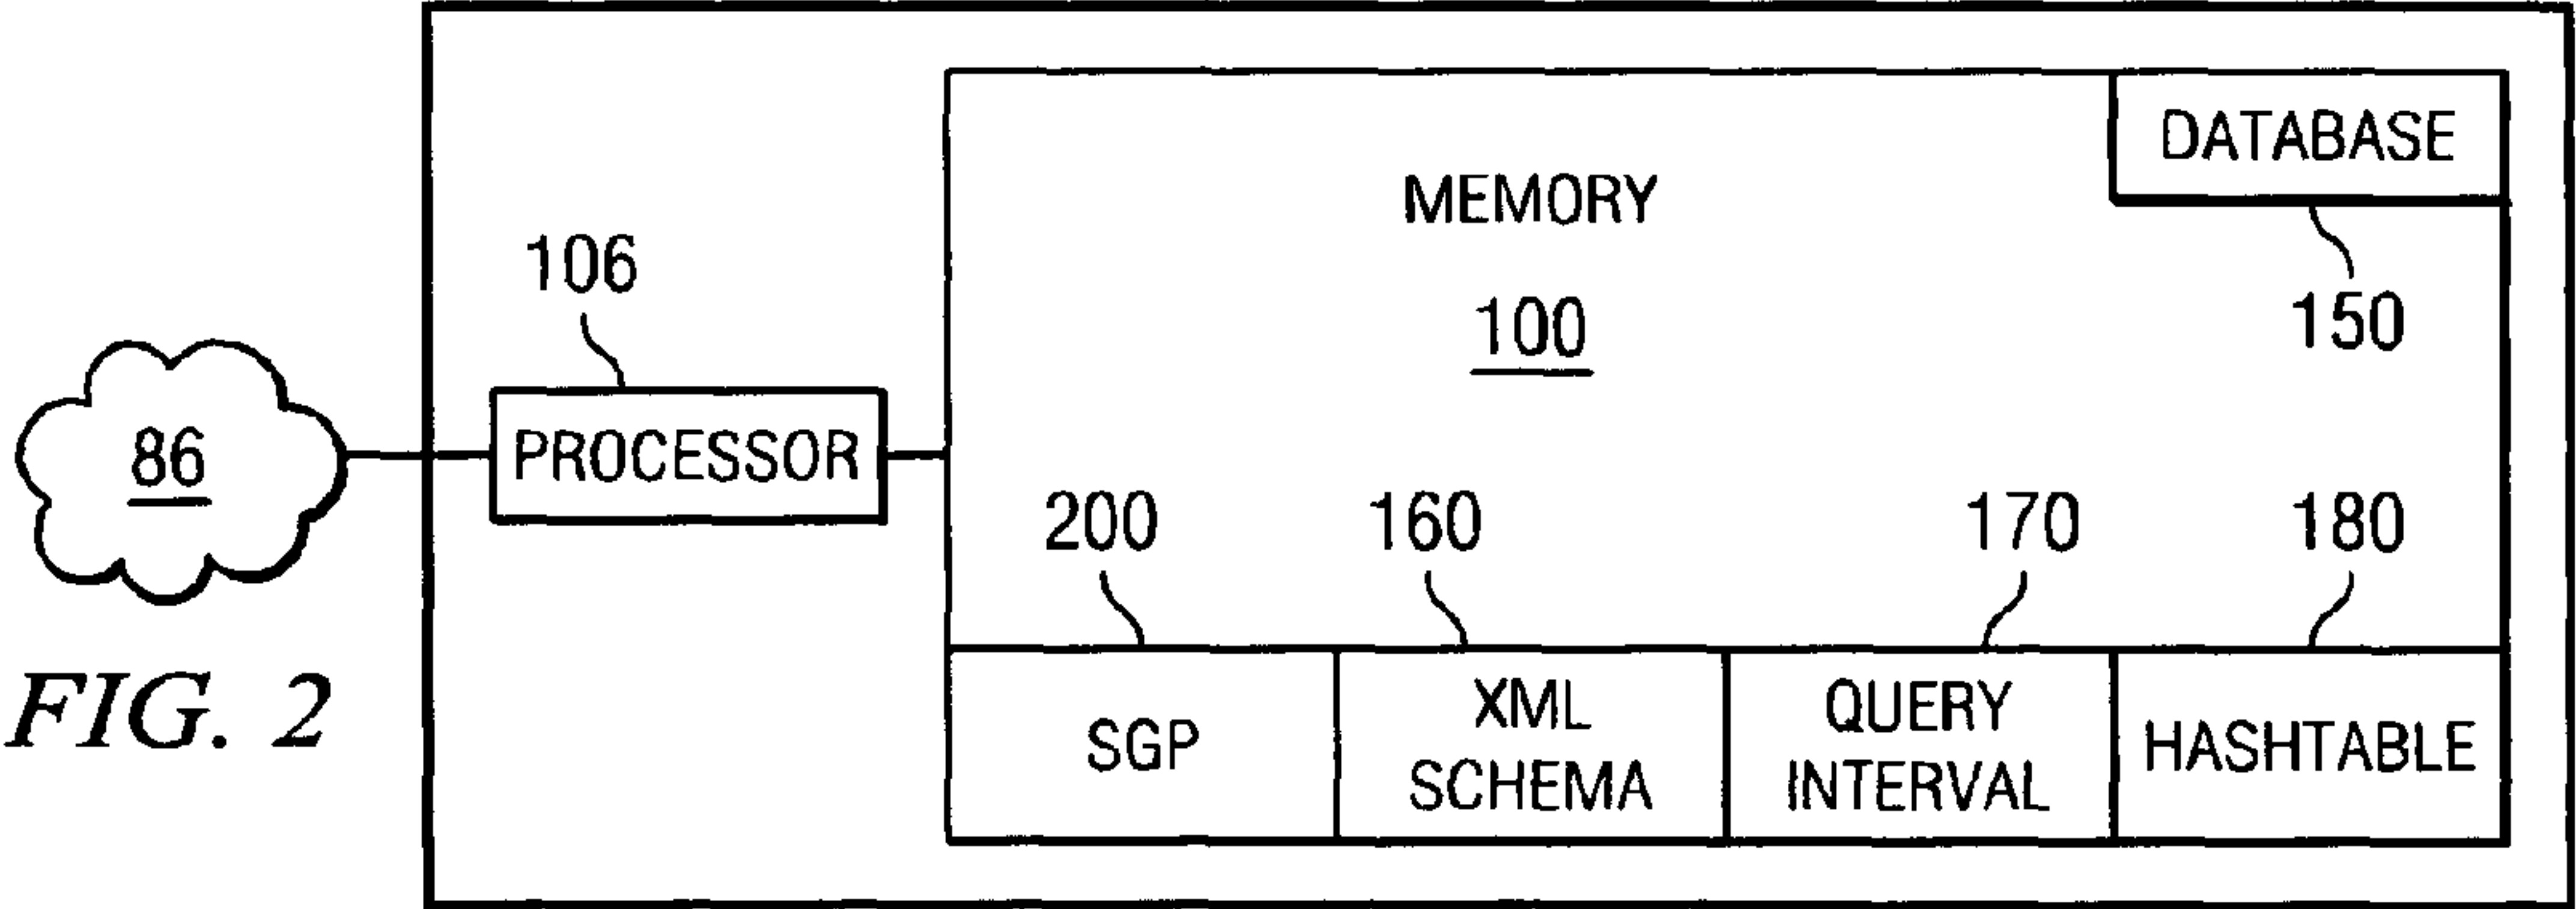 DATABASE
MEMORY
106
100
150
86
PROCESSOR
200
160
170
180
FIG. 2
SGP
XML
SCHEMA
QUERY
INTERVAL
HASHTABLE